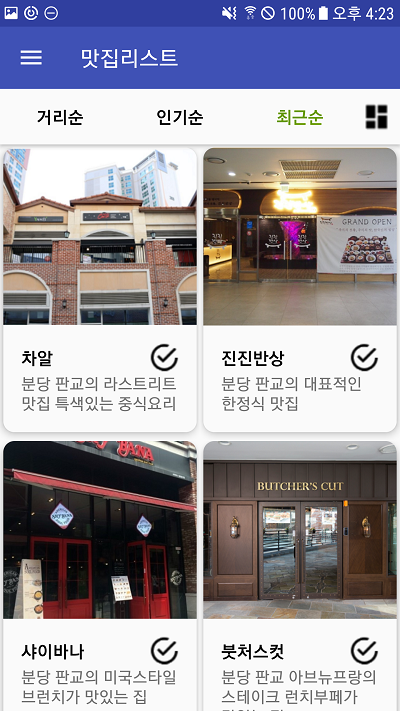 100% 오후 4:23
맛집리스트
거리순 인기순 최근순
GRAND OPEN
차알
분당 판교의 라스트리트
맛집 특색있는 중식요리
진진반상
분당 판교의 대표적인
한정식 맛집
BUTCHER'S CUT
샤이바나
분당 판교의 미국스타일
브런치가 맛있는 집
붓처스컷
분당 판교 아브뉴프랑의
스테이크 런치부페가